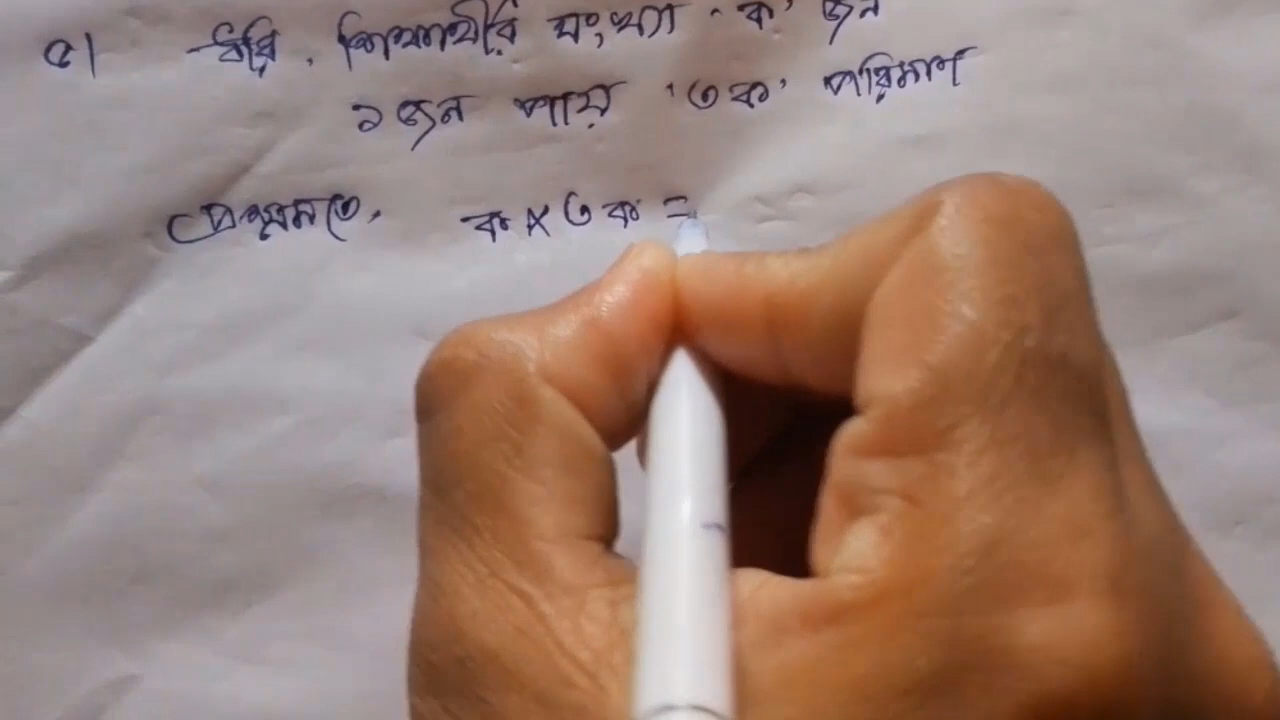 ৫। ধরি, শিক্ষার্থীর সংখ্যা 'ক' জন
১ জন পায় '৩ক' পরিমাণ
প্রশ্নমতে, ক × ৩ক =